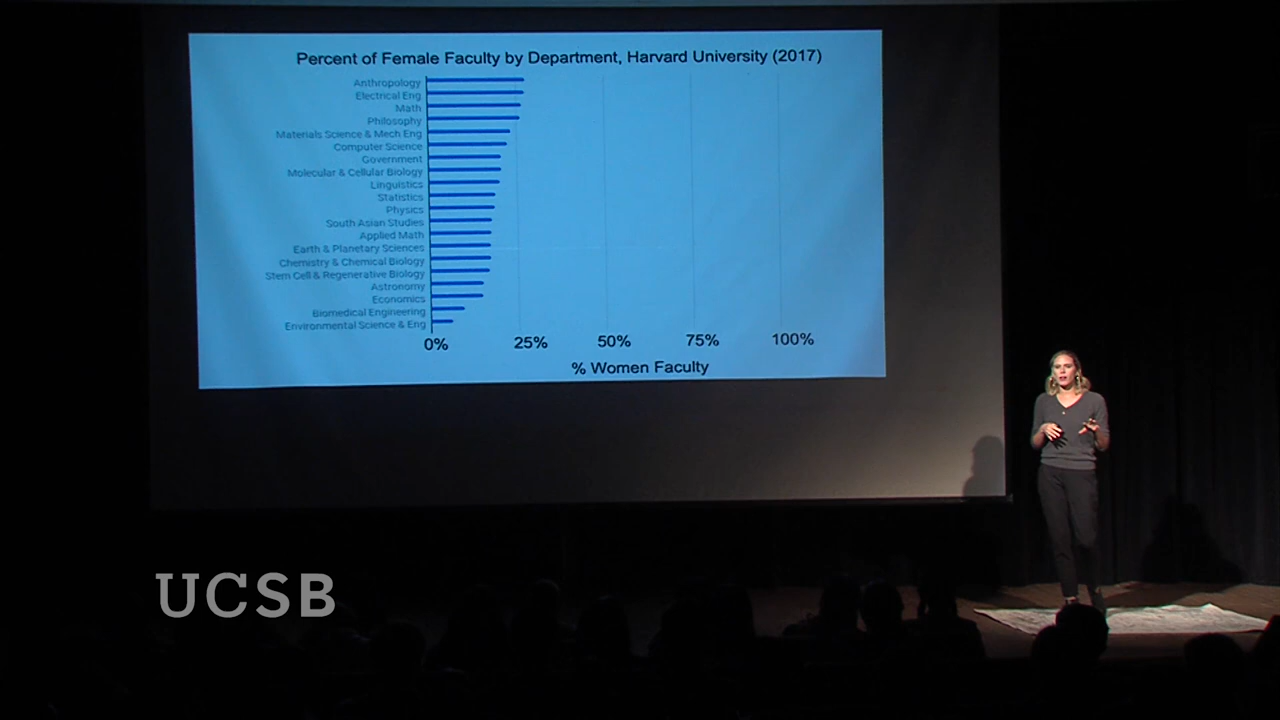 Percent of Female Faculty by Department, Harvard University (2017)
Anthropology
Electrical Eng
Math
Philosophy
Materials Science & Mech Eng
Computer Science
Government
Molecular & Cellular Biology
Linguistics
Statistics
Physics
South Asian Studies
Applied Math
Earth & Planetary Sciences
Chemistry & Chemical Biology
Stem Cell & Regenerative Biology
Astronomy
Economics
Biomedical Engineering
Environmental Science & Eng
0% 25% 50% 75% 100%
% Women Faculty
UCSB